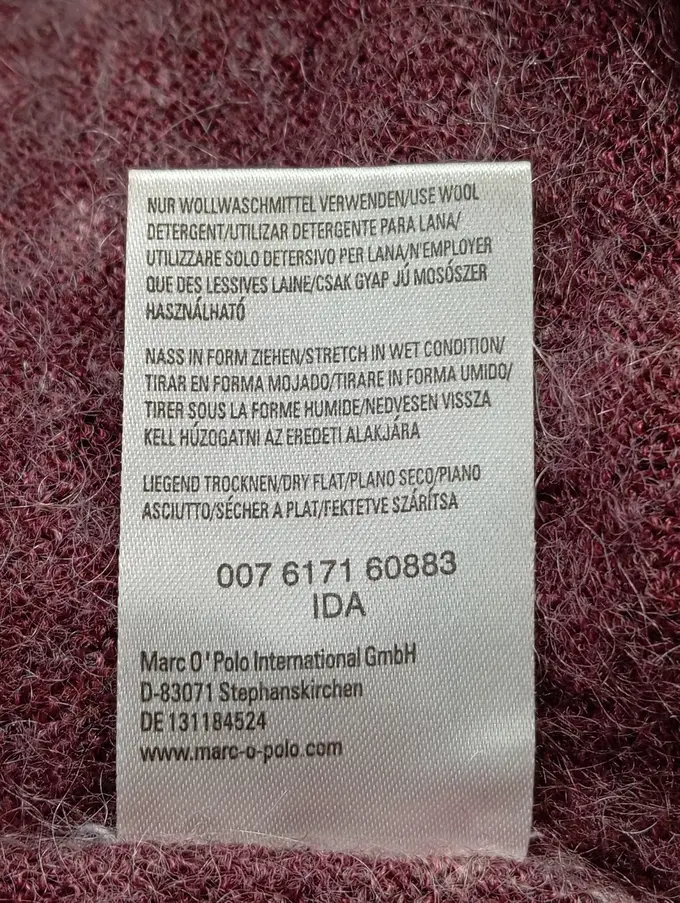 NUR WOLLWASCHMITTEL VERWENDEN/USE WOOL
DETERGENT/UTILIZAR DETERGENTE PARA LANA/
UTILIZZARE SOLO DETERSIVO PER LANA/N'EMPLOYER
QUE DES LESSIVES LAINE/CSAK GYAP JÚ MOSÓSZER
HASZNÁLHATÓ
NASS IN FORM ZIEHEN/STRETCH IN WET CONDITION/
TIRAR EN FORMA MOJADO/TIRARE IN FORMA UMIDO/
TIRER SOUS LA FORME HUMIDE/NEDVESEN VISSZA
KELL HÚZOGATNI AZ EREDETI ALAKJÁRA
LIEGEND TROCKNEN/DRY FLAT/PLANO SECO/PIANO
ASCIUTTO/SÉCHER A PLAT/FEKTETVE SZÁRÍTSA
007 6171 60883
IDA
Marc O'Polo International GmbH
D-83071 Stephanskirchen
DE 131184524
www.marc-o-polo.com